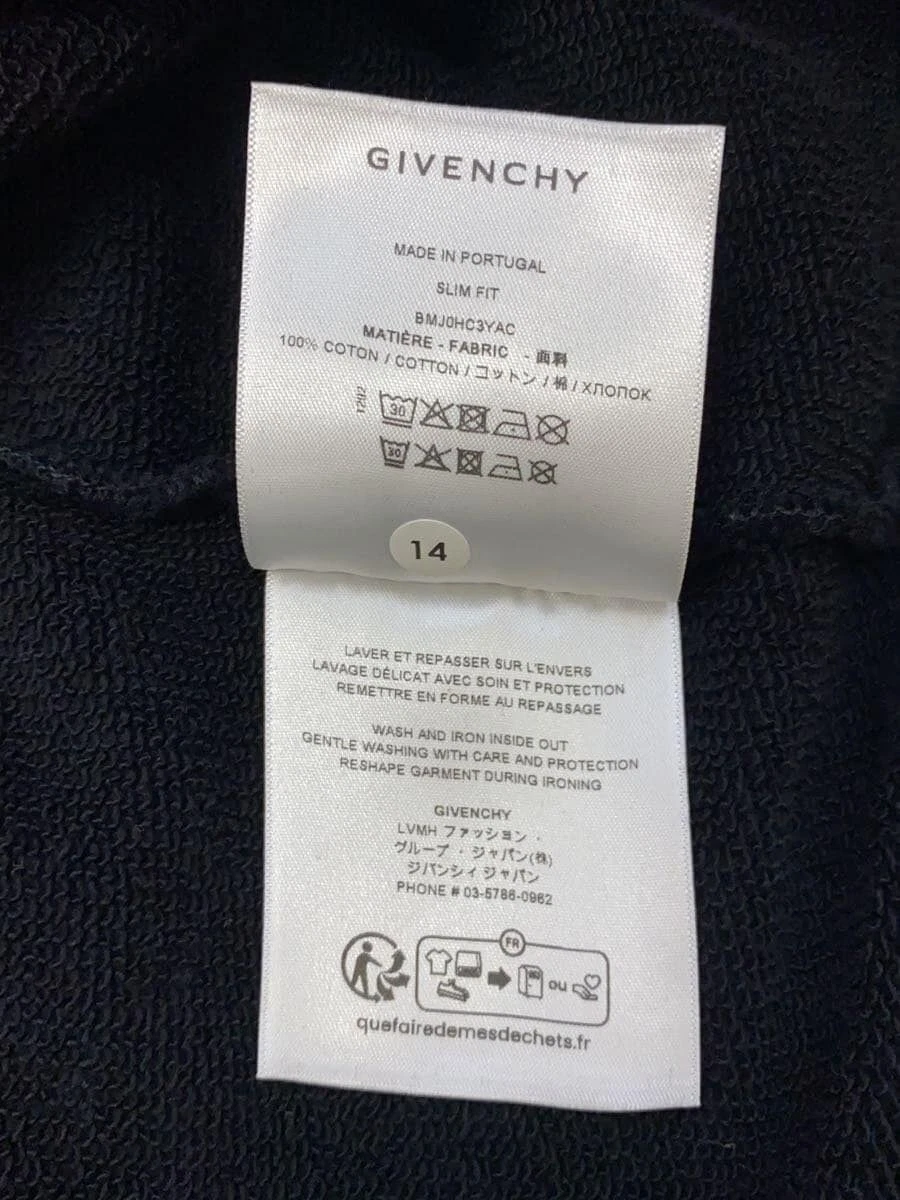 GIVENCHY
MADE IN PORTUGAL
SLIM FIT
BMJ0HC3YAC
MATIÈRE - FABRIC - 面料
100% COTON / COTTON / コットン / 棉 / ХЛОПОК
1292
30
30
14
LAVER ET REPASSER SUR L'ENVERS
LAVAGE DÉLICAT AVEC SOIN ET PROTECTION
REMETTRE EN FORME AU REPASSAGE
WASH AND IRON INSIDE OUT
GENTLE WASHING WITH CARE AND PROTECTION
RESHAPE GARMENT DURING IRONING
GIVENCHY
LVMH ファッション ・
グループ ・ ジャパン(株)
ジバンシィ ジャパン
PHONE # 03-5786-0962
FR
ou
quefairedemesdechets.fr